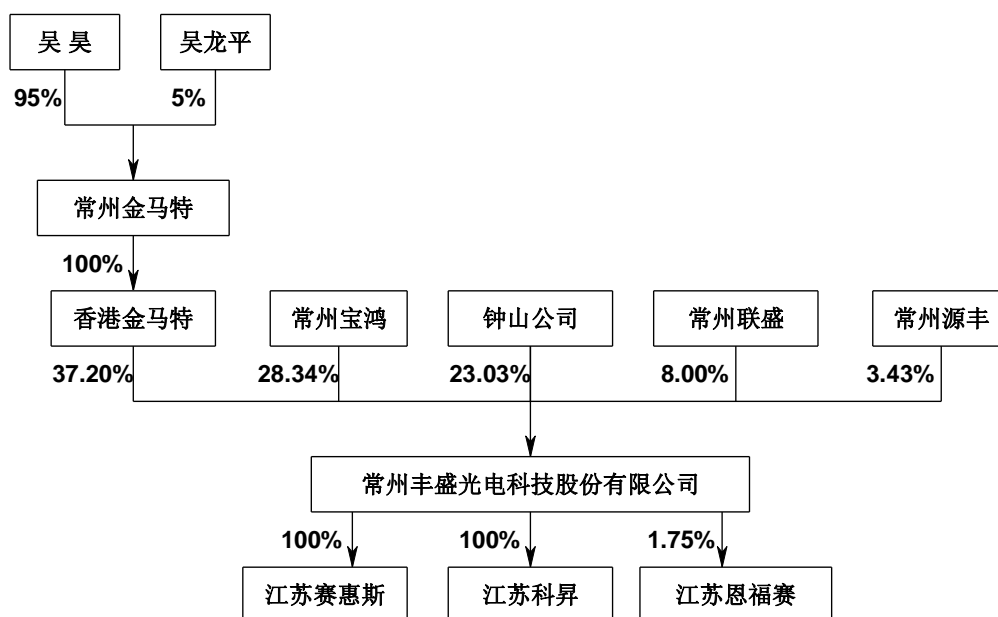 吴 昊
吴龙平
95%
5%
常州金马特
100%
香港金马特
常州宝鸿
钟山公司
常州联盛
常州源丰
37.20%
28.34%
23.03%
8.00%
3.43%
常州丰盛光电科技股份有限公司
100%
100%
1.75%
江苏赛惠斯
江苏科昇
江苏恩福赛